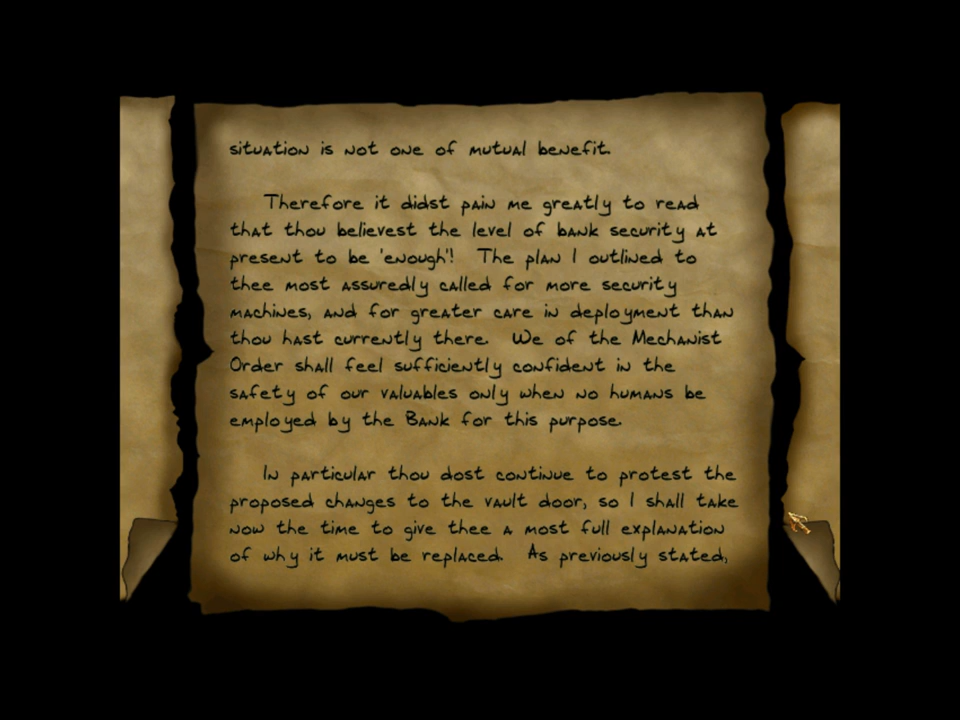 situation is not one of mutual benefit.
Therefore it didst pain me greatly to read
that thou believest the level of bank security at
present to be 'enough'! The plan I outlined to
thee most assuredly called for more security
machines, and for greater care in deployment than
thou hast currently there. We of the Mechanist
Order shall feel sufficiently confident in the
safety of our valuables only when no humans be
employed by the Bank for this purpose.
In particular thou dost continue to protest the
proposed changes to the vault door, so I shall take
now the time to give thee a most full explanation
of why it must be replaced. As previously stated,